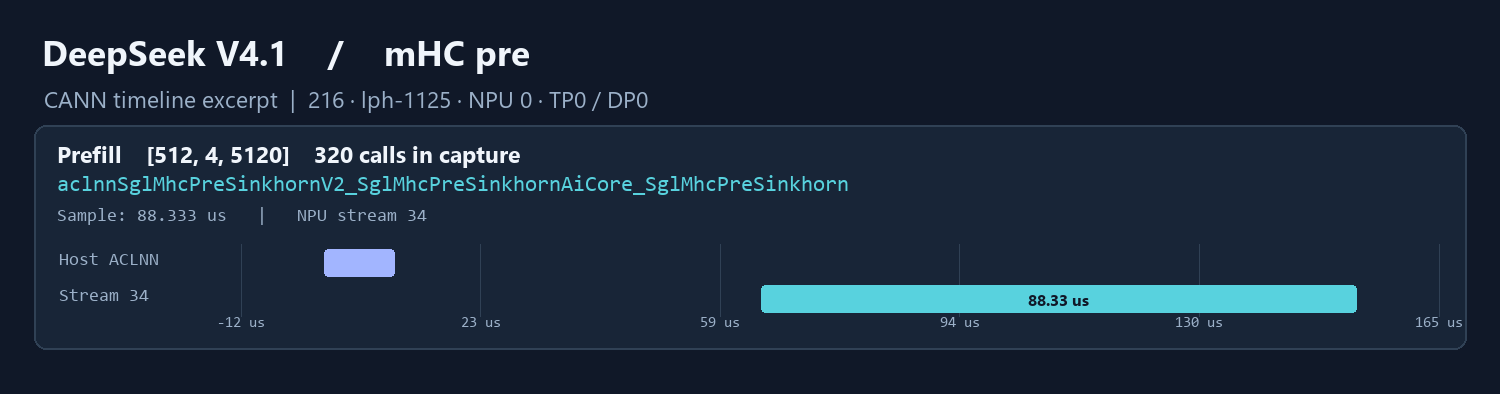 DeepSeek V4.1 / mHC pre
CANN timeline excerpt | 216 · lph-1125 · NPU 0 · TP0 / DP0
Prefill [512, 4, 5120] 320 calls in capture
aclnnSglMhcPreSinkhornV2_SglMhcPreSinkhornAiCore_SglMhcPreSinkhorn
Sample: 88.333 us | NPU stream 34
Host ACLNN
Stream 34
88.33 us
-12 us 23 us 59 us 94 us 130 us 165 us